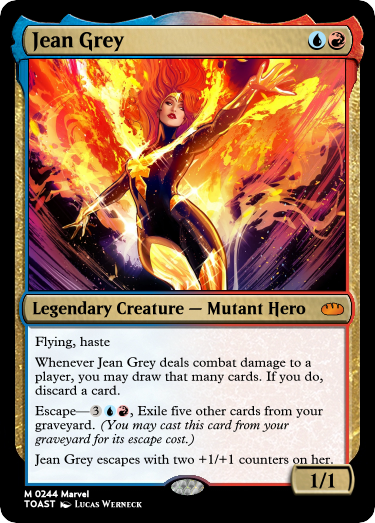 Jean Grey
Legendary Creature — Mutant Hero
Flying, haste
Whenever Jean Grey deals combat damage to a
player, you may draw that many cards. If you do,
discard a card.
Escape—3, Exile five other cards from your
graveyard. (You may cast this card from your
graveyard for its escape cost.)
Jean Grey escapes with two +1/+1 counters on her.
1/1
M 0244 Marvel
TOAST Lucas Werneck